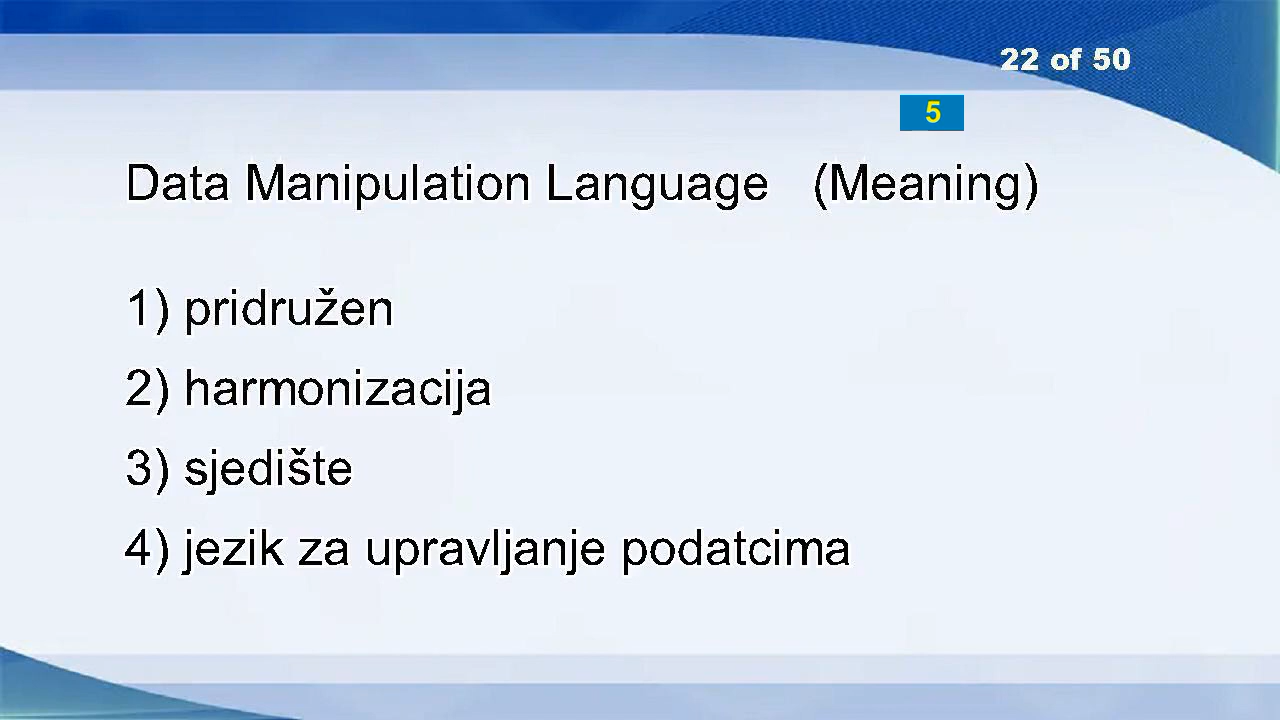 22 of 50
5
Data Manipulation Language (Meaning)
1) pridružen
2) harmonizacija
3) sjedište
4) jezik za upravljanje podatcima